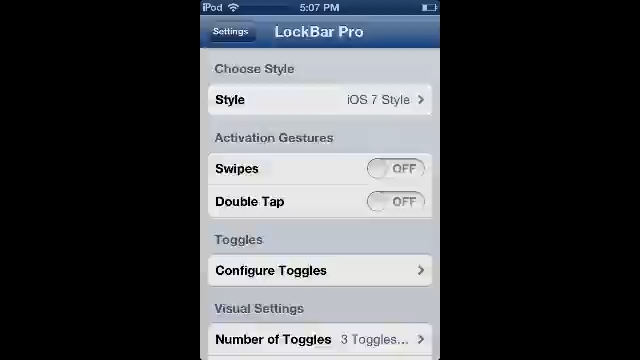 iPod 5:07 PM
Settings LockBar Pro
Choose Style
Style iOS 7 Style
Activation Gestures
Swipes OFF
Double Tap OFF
Toggles
Configure Toggles
Visual Settings
Number of Toggles 3 Toggles...